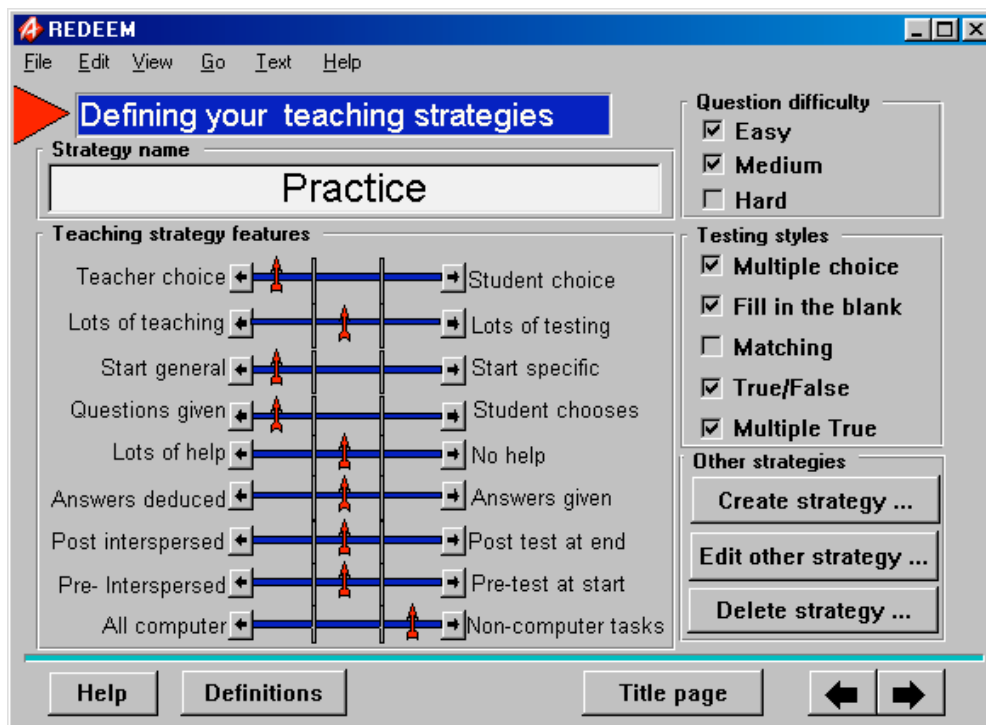 REDEEM
File Edit View Go Text Help
Defining your teaching strategies
Strategy name
Practice
Teaching strategy features
Teacher choice Student choice
Lots of teaching Lots of testing
Start general Start specific
Questions given Student chooses
Lots of help No help
Answers deduced Answers given
Post interspersed Post test at end
Pre- Interspersed Pre-test at start
All computer Non-computer tasks
Question difficulty
Easy
Medium
Hard
Testing styles
Multiple choice
Fill in the blank
Matching
True/False
Multiple True
Other strategies
Create strategy ...
Edit other strategy ...
Delete strategy ...
Help Definitions Title page